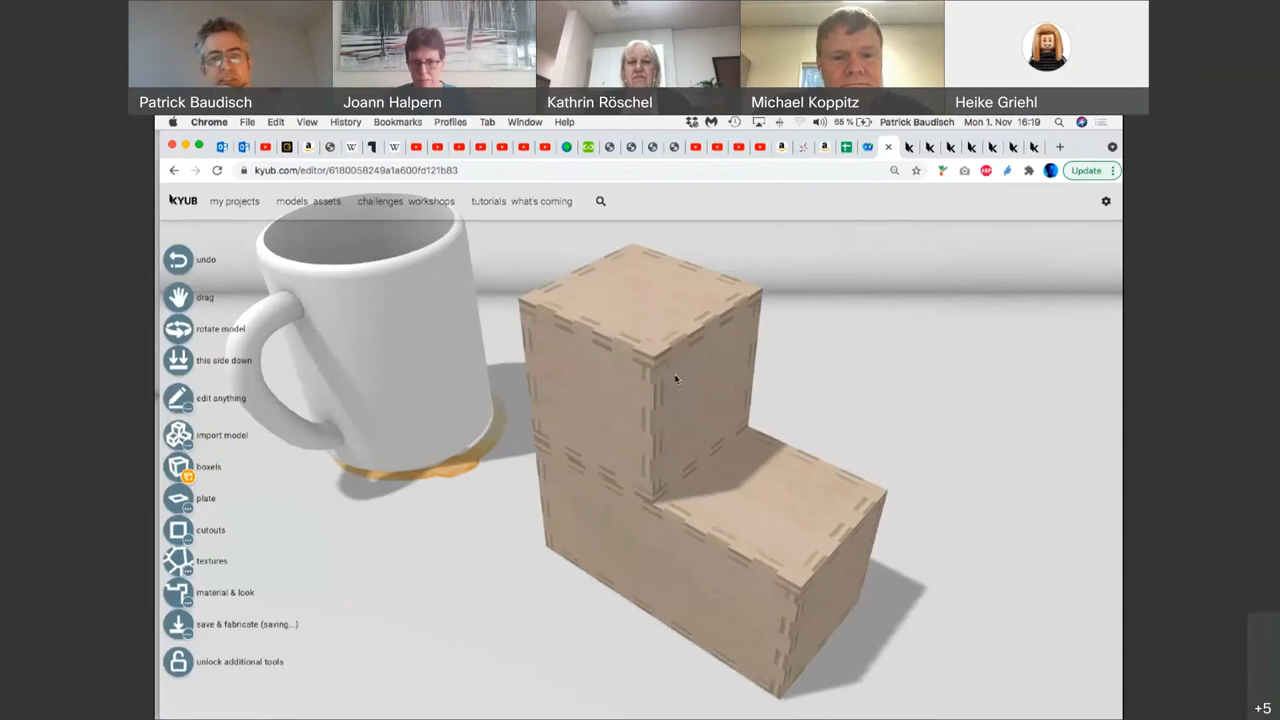 Patrick Baudisch
Joann Halpern
Kathrin Röschel
Michael Koppitz
Heike Griehl
Chrome File Edit View History Bookmarks Profiles Tab Window Help 65 % Patrick Baudisch Mon 1. Nov 16:19
kyub.com/editor/6180058249a1a600fd121b83 Update
KYUB my projects models assets challenges workshops tutorials what's coming
undo
drag
rotate model
this side down
edit anything
import model
boxels
plate
cutouts
textures
material & look
save & fabricate (saving...)
unlock additional tools
+5